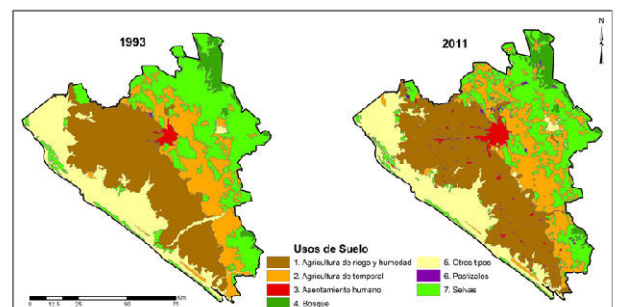 1993
2011
N
Usos de Suelo
1. Agricultura de riego y humedad
2. Agricultura de temporal
3. Asentamiento humano
4. Bosque
5. Otros tipos
6. Pastizales
7. Selvas
0 12.5 25 50 75
Km